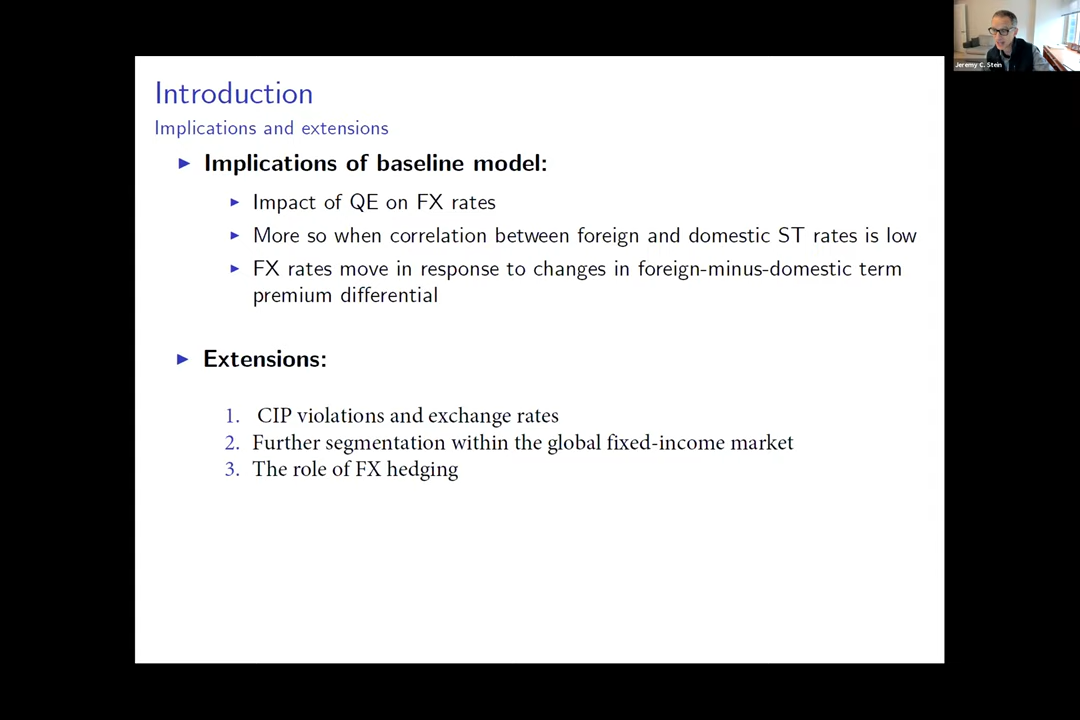 Jeremy C. Stein
Introduction
Implications and extensions
Implications of baseline model:
Impact of QE on FX rates
More so when correlation between foreign and domestic ST rates is low
FX rates move in response to changes in foreign-minus-domestic term
premium differential
Extensions:
1. CIP violations and exchange rates
2. Further segmentation within the global fixed-income market
3. The role of FX hedging